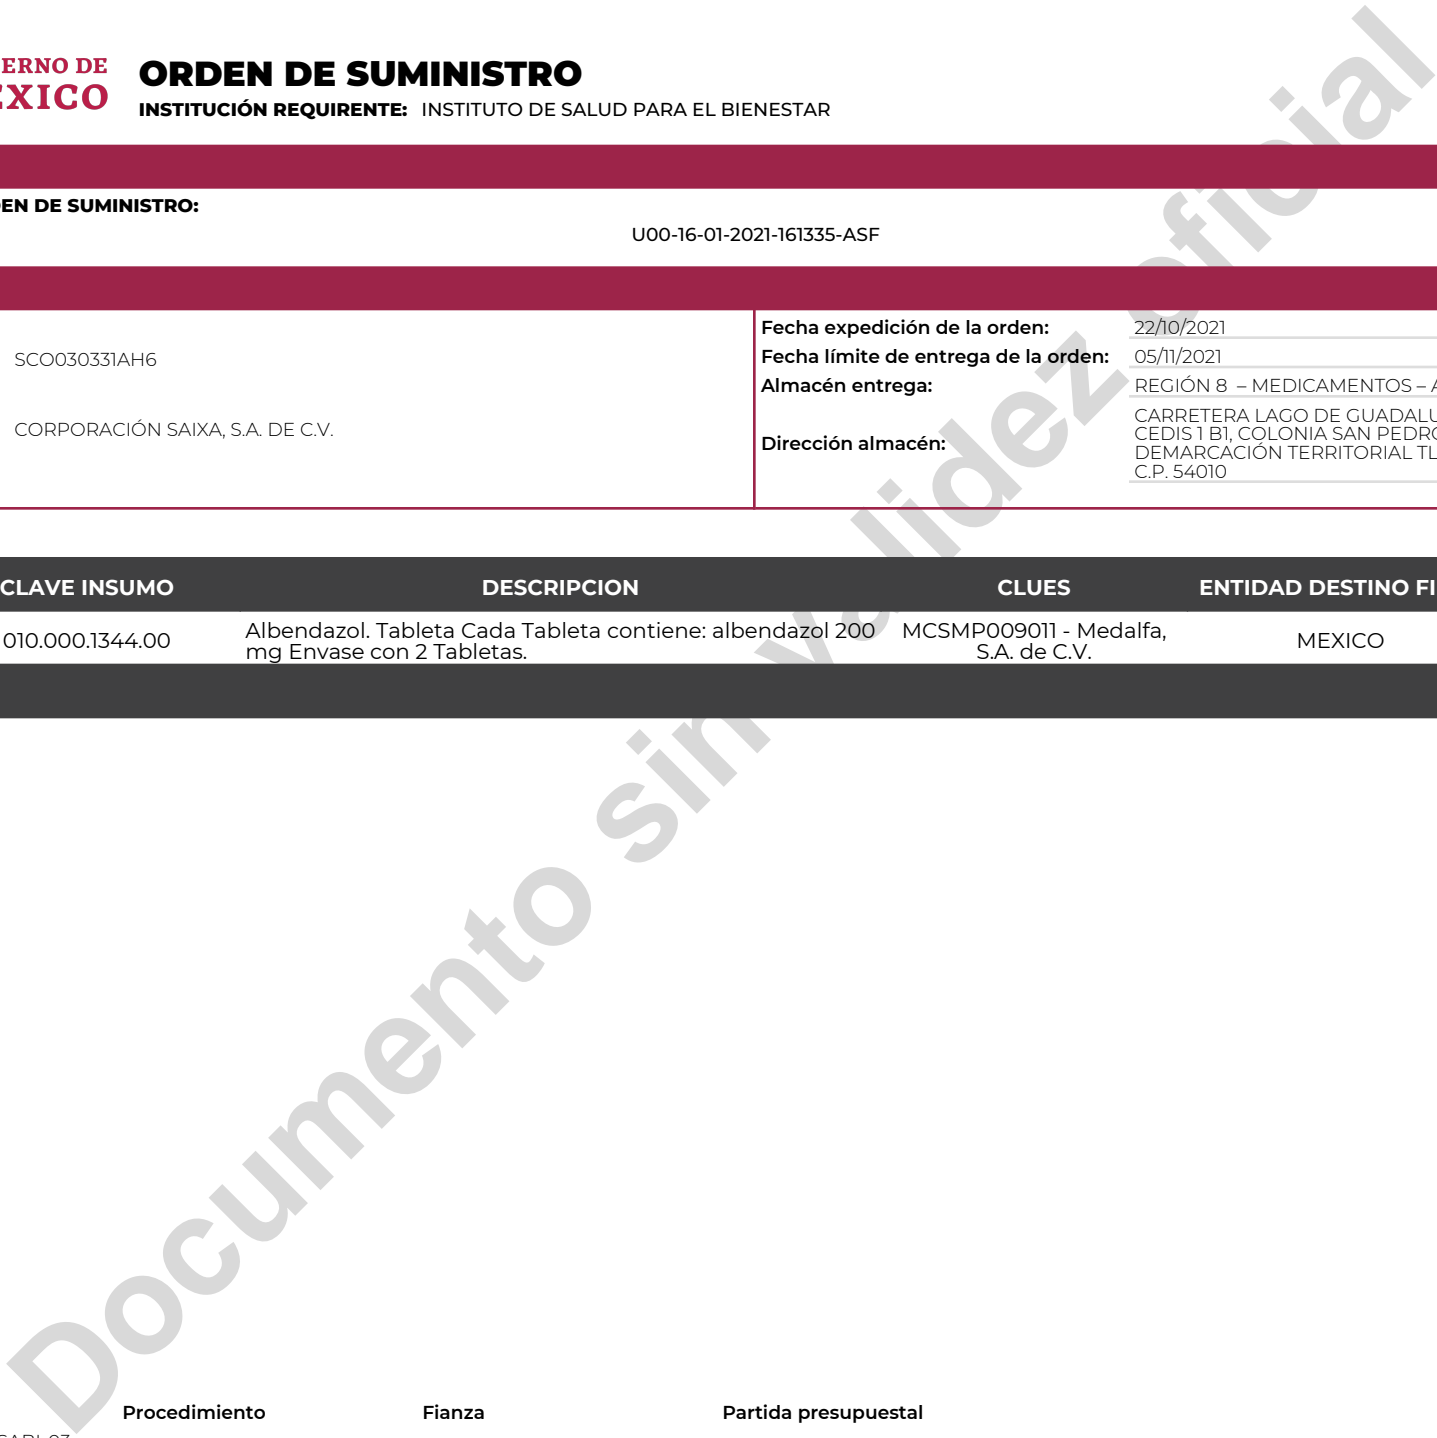 ERNO DE
EXICO
ORDEN DE SUMINISTRO
INSTITUCIÓN REQUIRENTE: INSTITUTO DE SALUD PARA EL BIENESTAR
EN DE SUMINISTRO:
U00-16-01-2021-161335-ASF
SCO030331AH6
CORPORACIÓN SAIXA, S.A. DE C.V.
Fecha expedición de la orden: 22/10/2021
Fecha límite de entrega de la orden: 05/11/2021
Almacén entrega: REGIÓN 8 – MEDICAMENTOS – A
Dirección almacén:
CARRETERA LAGO DE GUADALU
CEDIS 1 B1, COLONIA SAN PEDRO
DEMARCACIÓN TERRITORIAL TL
C.P. 54010
CLAVE INSUMO DESCRIPCION CLUES ENTIDAD DESTINO FI
010.000.1344.00
Albendazol. Tableta Cada Tableta contiene: albendazol 200
mg Envase con 2 Tabletas.
MCSMP009011 - Medalfa,
S.A. de C.V.
MEXICO
Documento sin validez oficial
Procedimiento Fianza Partida presupuestal